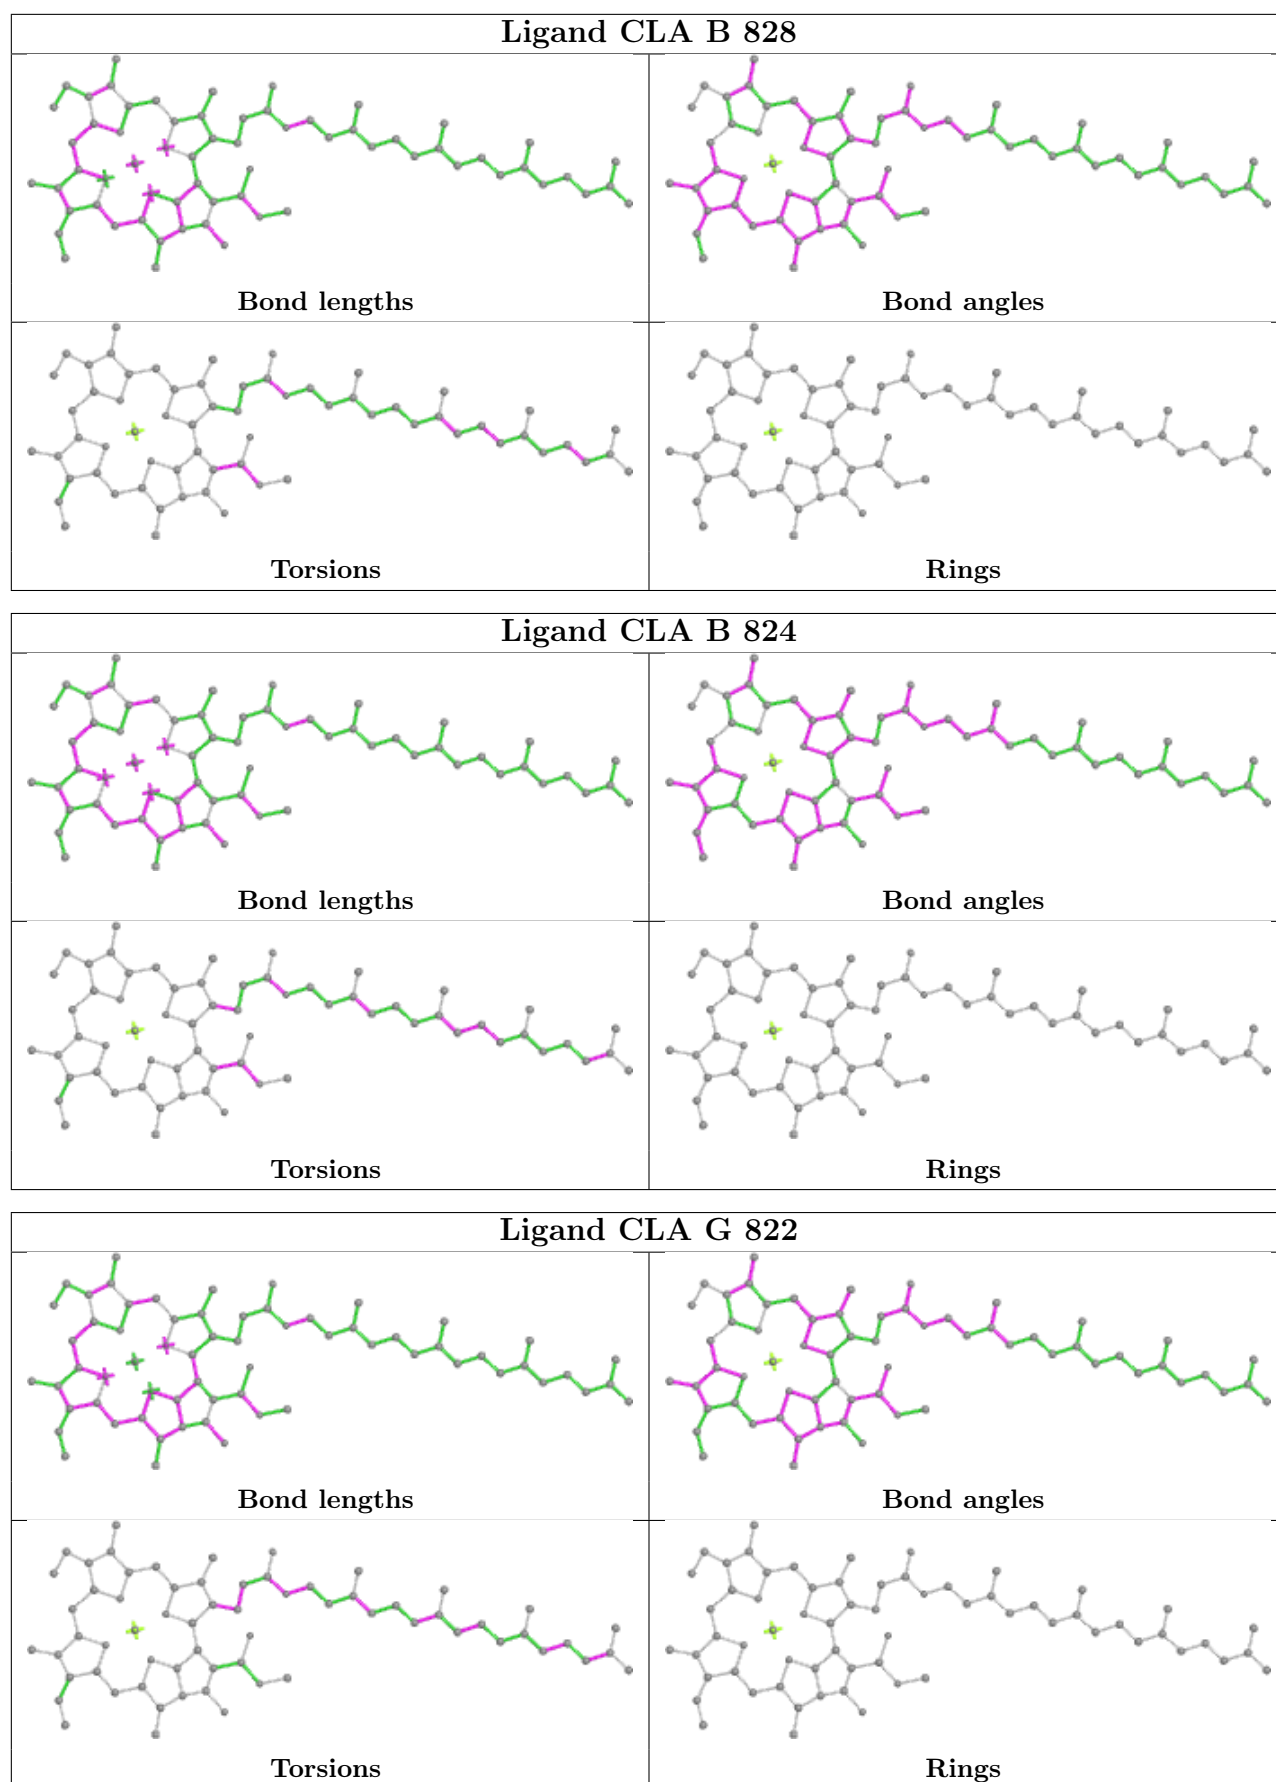 Ligand CLA B 828
Bond lengths
Bond angles
Torsions
Rings
Ligand CLA B 824
Bond lengths
Bond angles
Torsions
Rings
Ligand CLA G 822
Bond lengths
Bond angles
Torsions
Rings